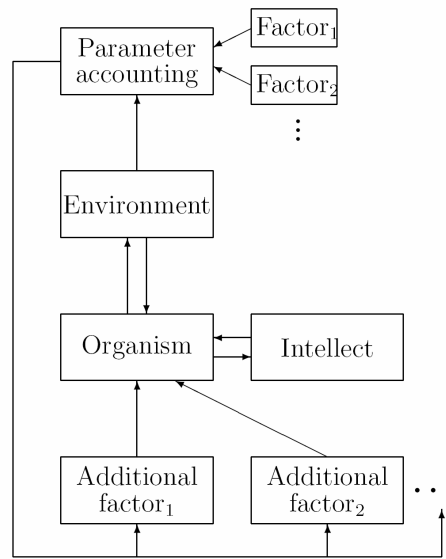 Factor₁
Parameter
accounting
Factor₂
⋮
Environment
Organism
Intellect
Additional
factor₁
Additional
factor₂
..